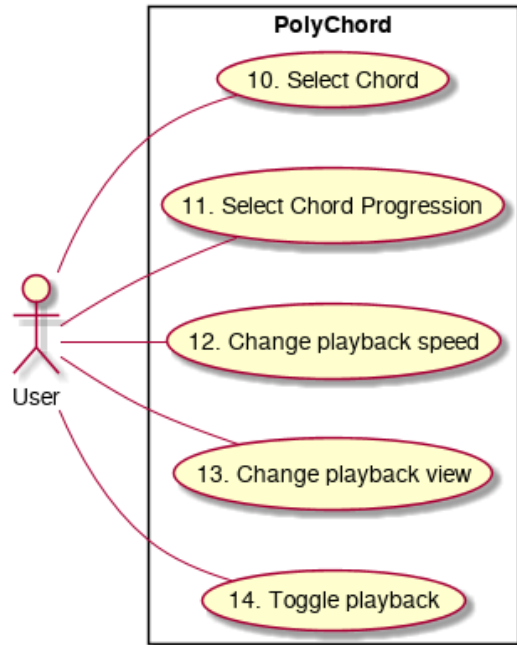 PolyChord
10. Select Chord
11. Select Chord Progression
12. Change playback speed
User
13. Change playback view
14. Toggle playback